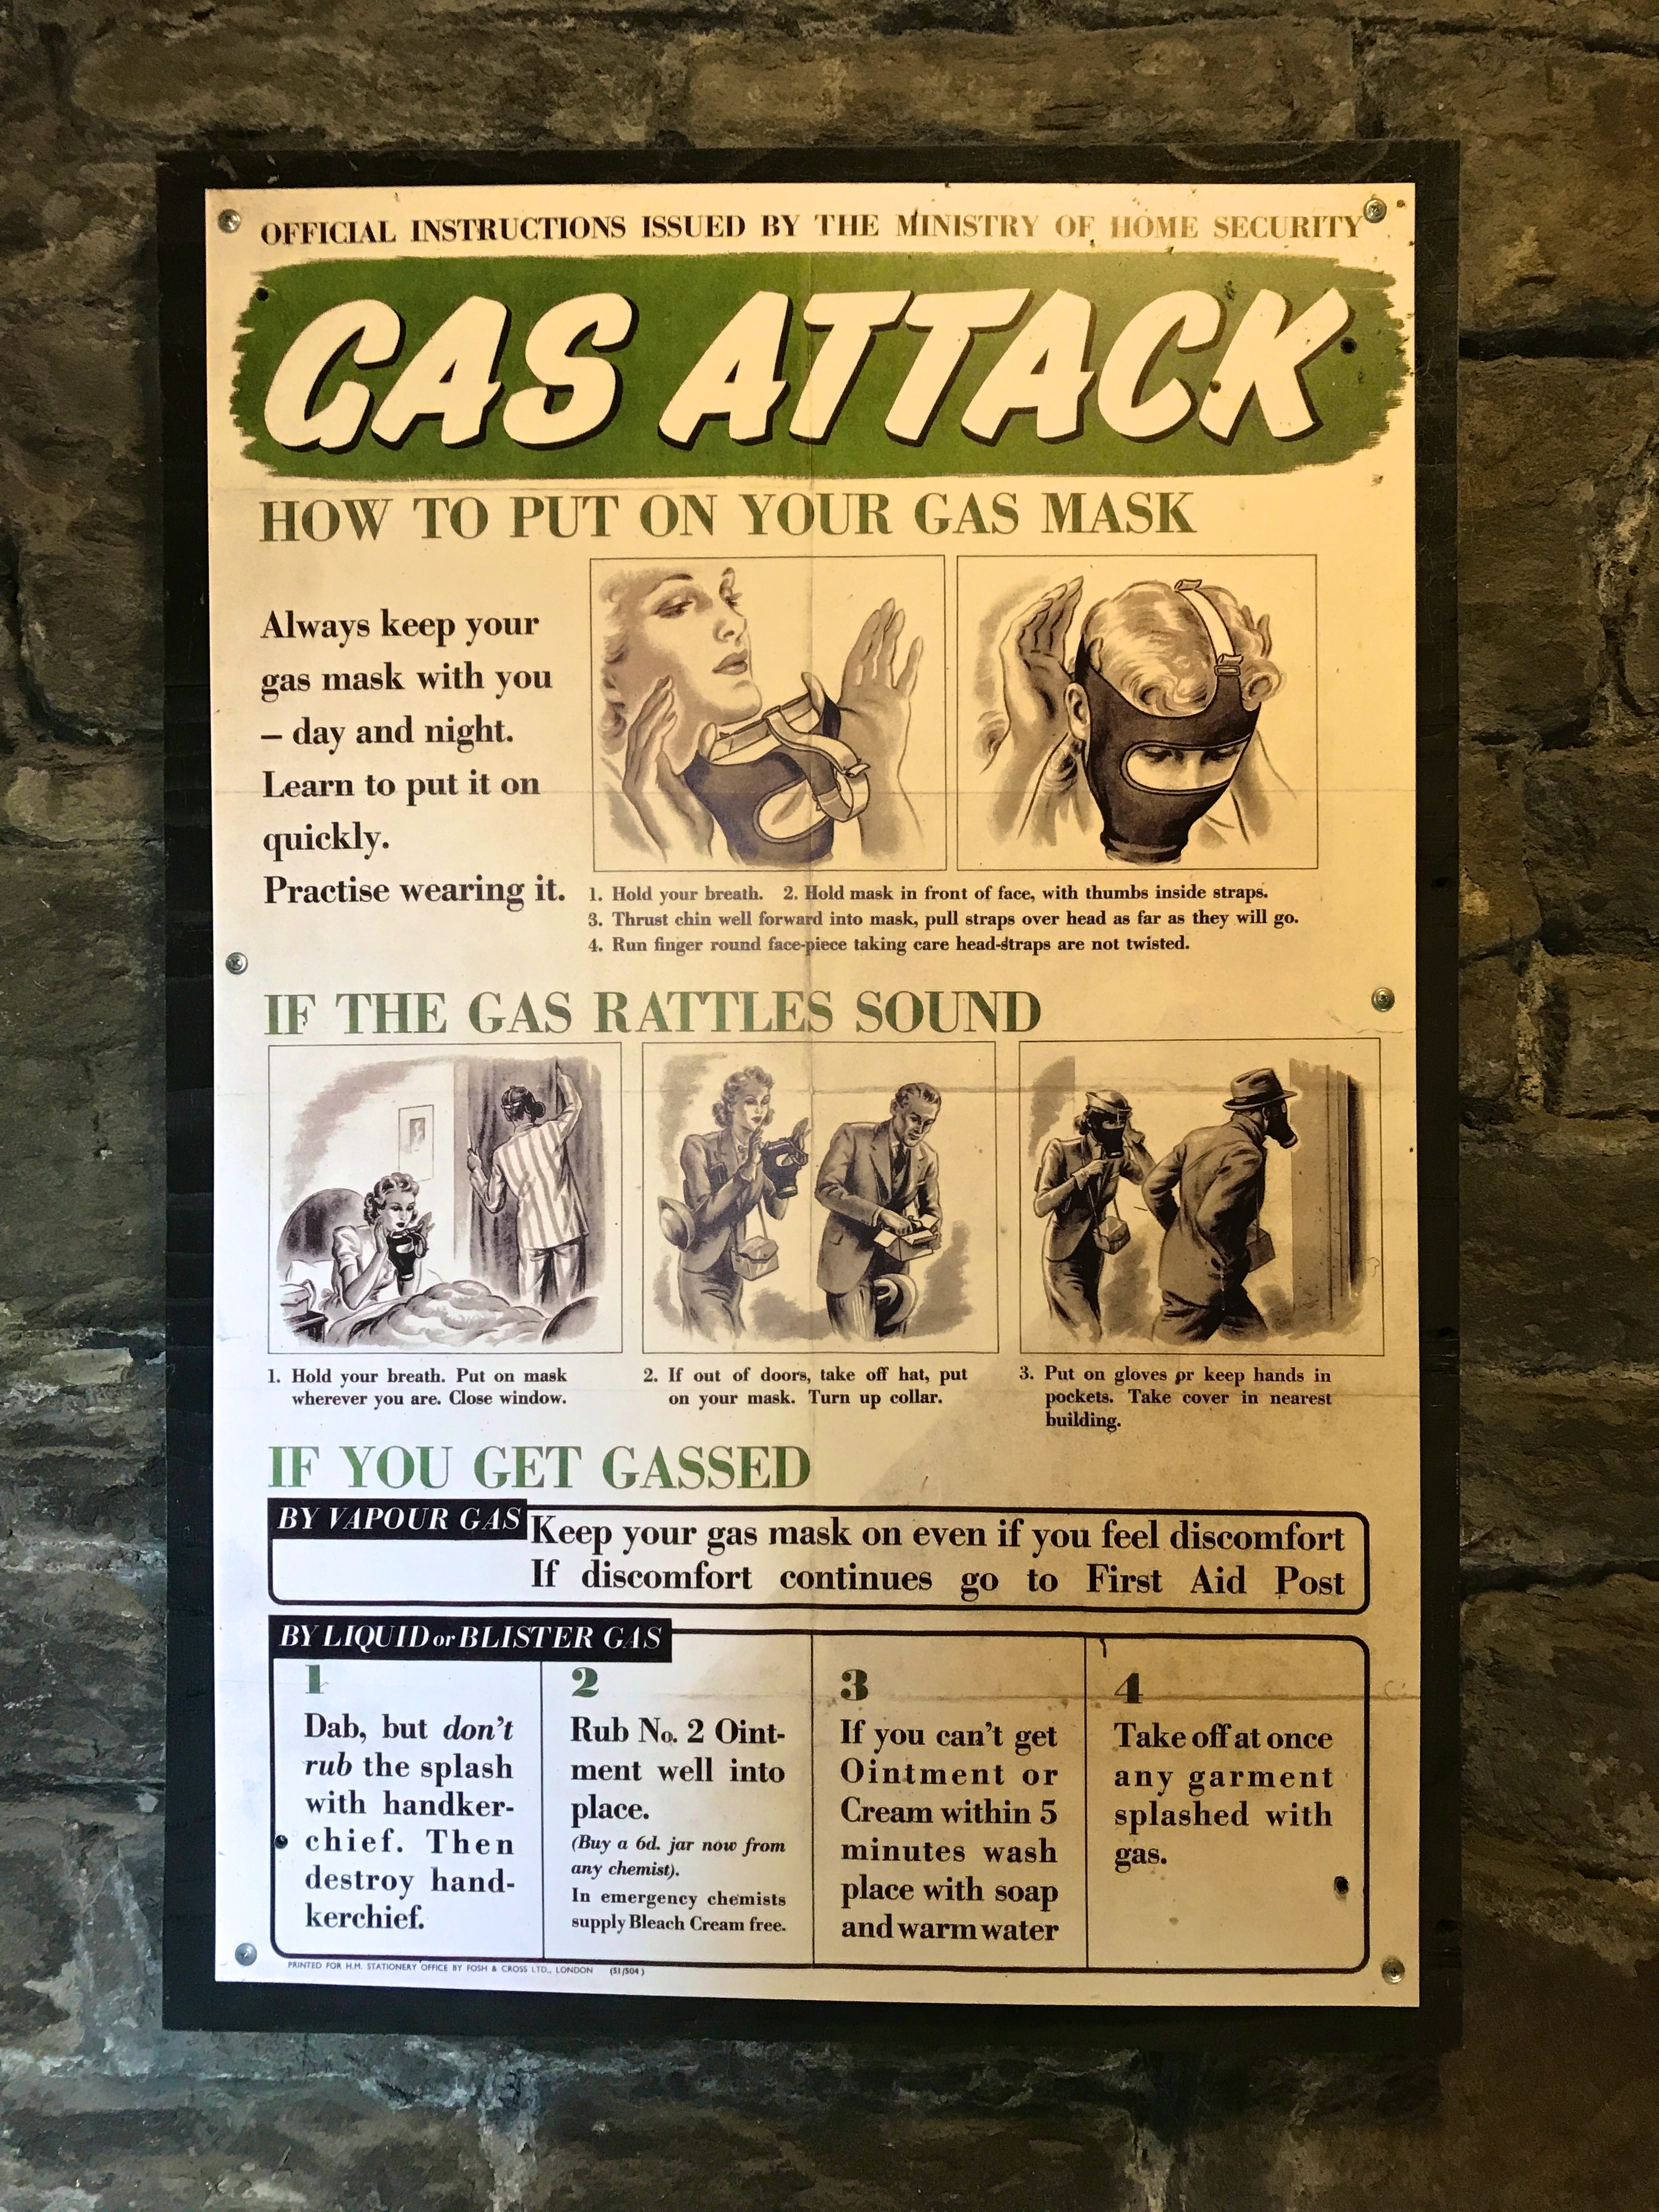 OFFICIAL INSTRUCTIONS ISSUED BY THE MINISTRY OF HOME SECURITY
GAS ATTACK
HOW TO PUT ON YOUR GAS MASK
Always keep your
gas mask with you
– day and night.
Learn to put it on
quickly.
Practise wearing it.
1. Hold your breath. 2. Hold mask in front of face, with thumbs inside straps.
3. Thrust chin well forward into mask, pull straps over head as far as they will go.
4. Run finger round face-piece taking care head-straps are not twisted.
IF THE GAS RATTLES SOUND
1. Hold your breath. Put on mask
wherever you are. Close window.
2. If out of doors, take off hat, put
on your mask. Turn up collar.
3. Put on gloves or keep hands in
pockets. Take cover in nearest
building.
IF YOU GET GASSED
BY VAPOUR GAS
Keep your gas mask on even if you feel discomfort
If discomfort continues go to First Aid Post
BY LIQUID or BLISTER GAS
1
Dab, but don't
rub the splash
with handker-
chief. Then
destroy hand-
kerchief.
2
Rub No. 2 Oint-
ment well into
place.
(Buy a 6d. jar now from
any chemist).
In emergency chemists
supply Bleach Cream free.
3
If you can't get
Ointment or
Cream within 5
minutes wash
place with soap
and warm water
4
Take off at once
any garment
splashed with
gas.
PRINTED FOR H.M. STATIONERY OFFICE BY FOSH & CROSS LTD., LONDON (51/504)